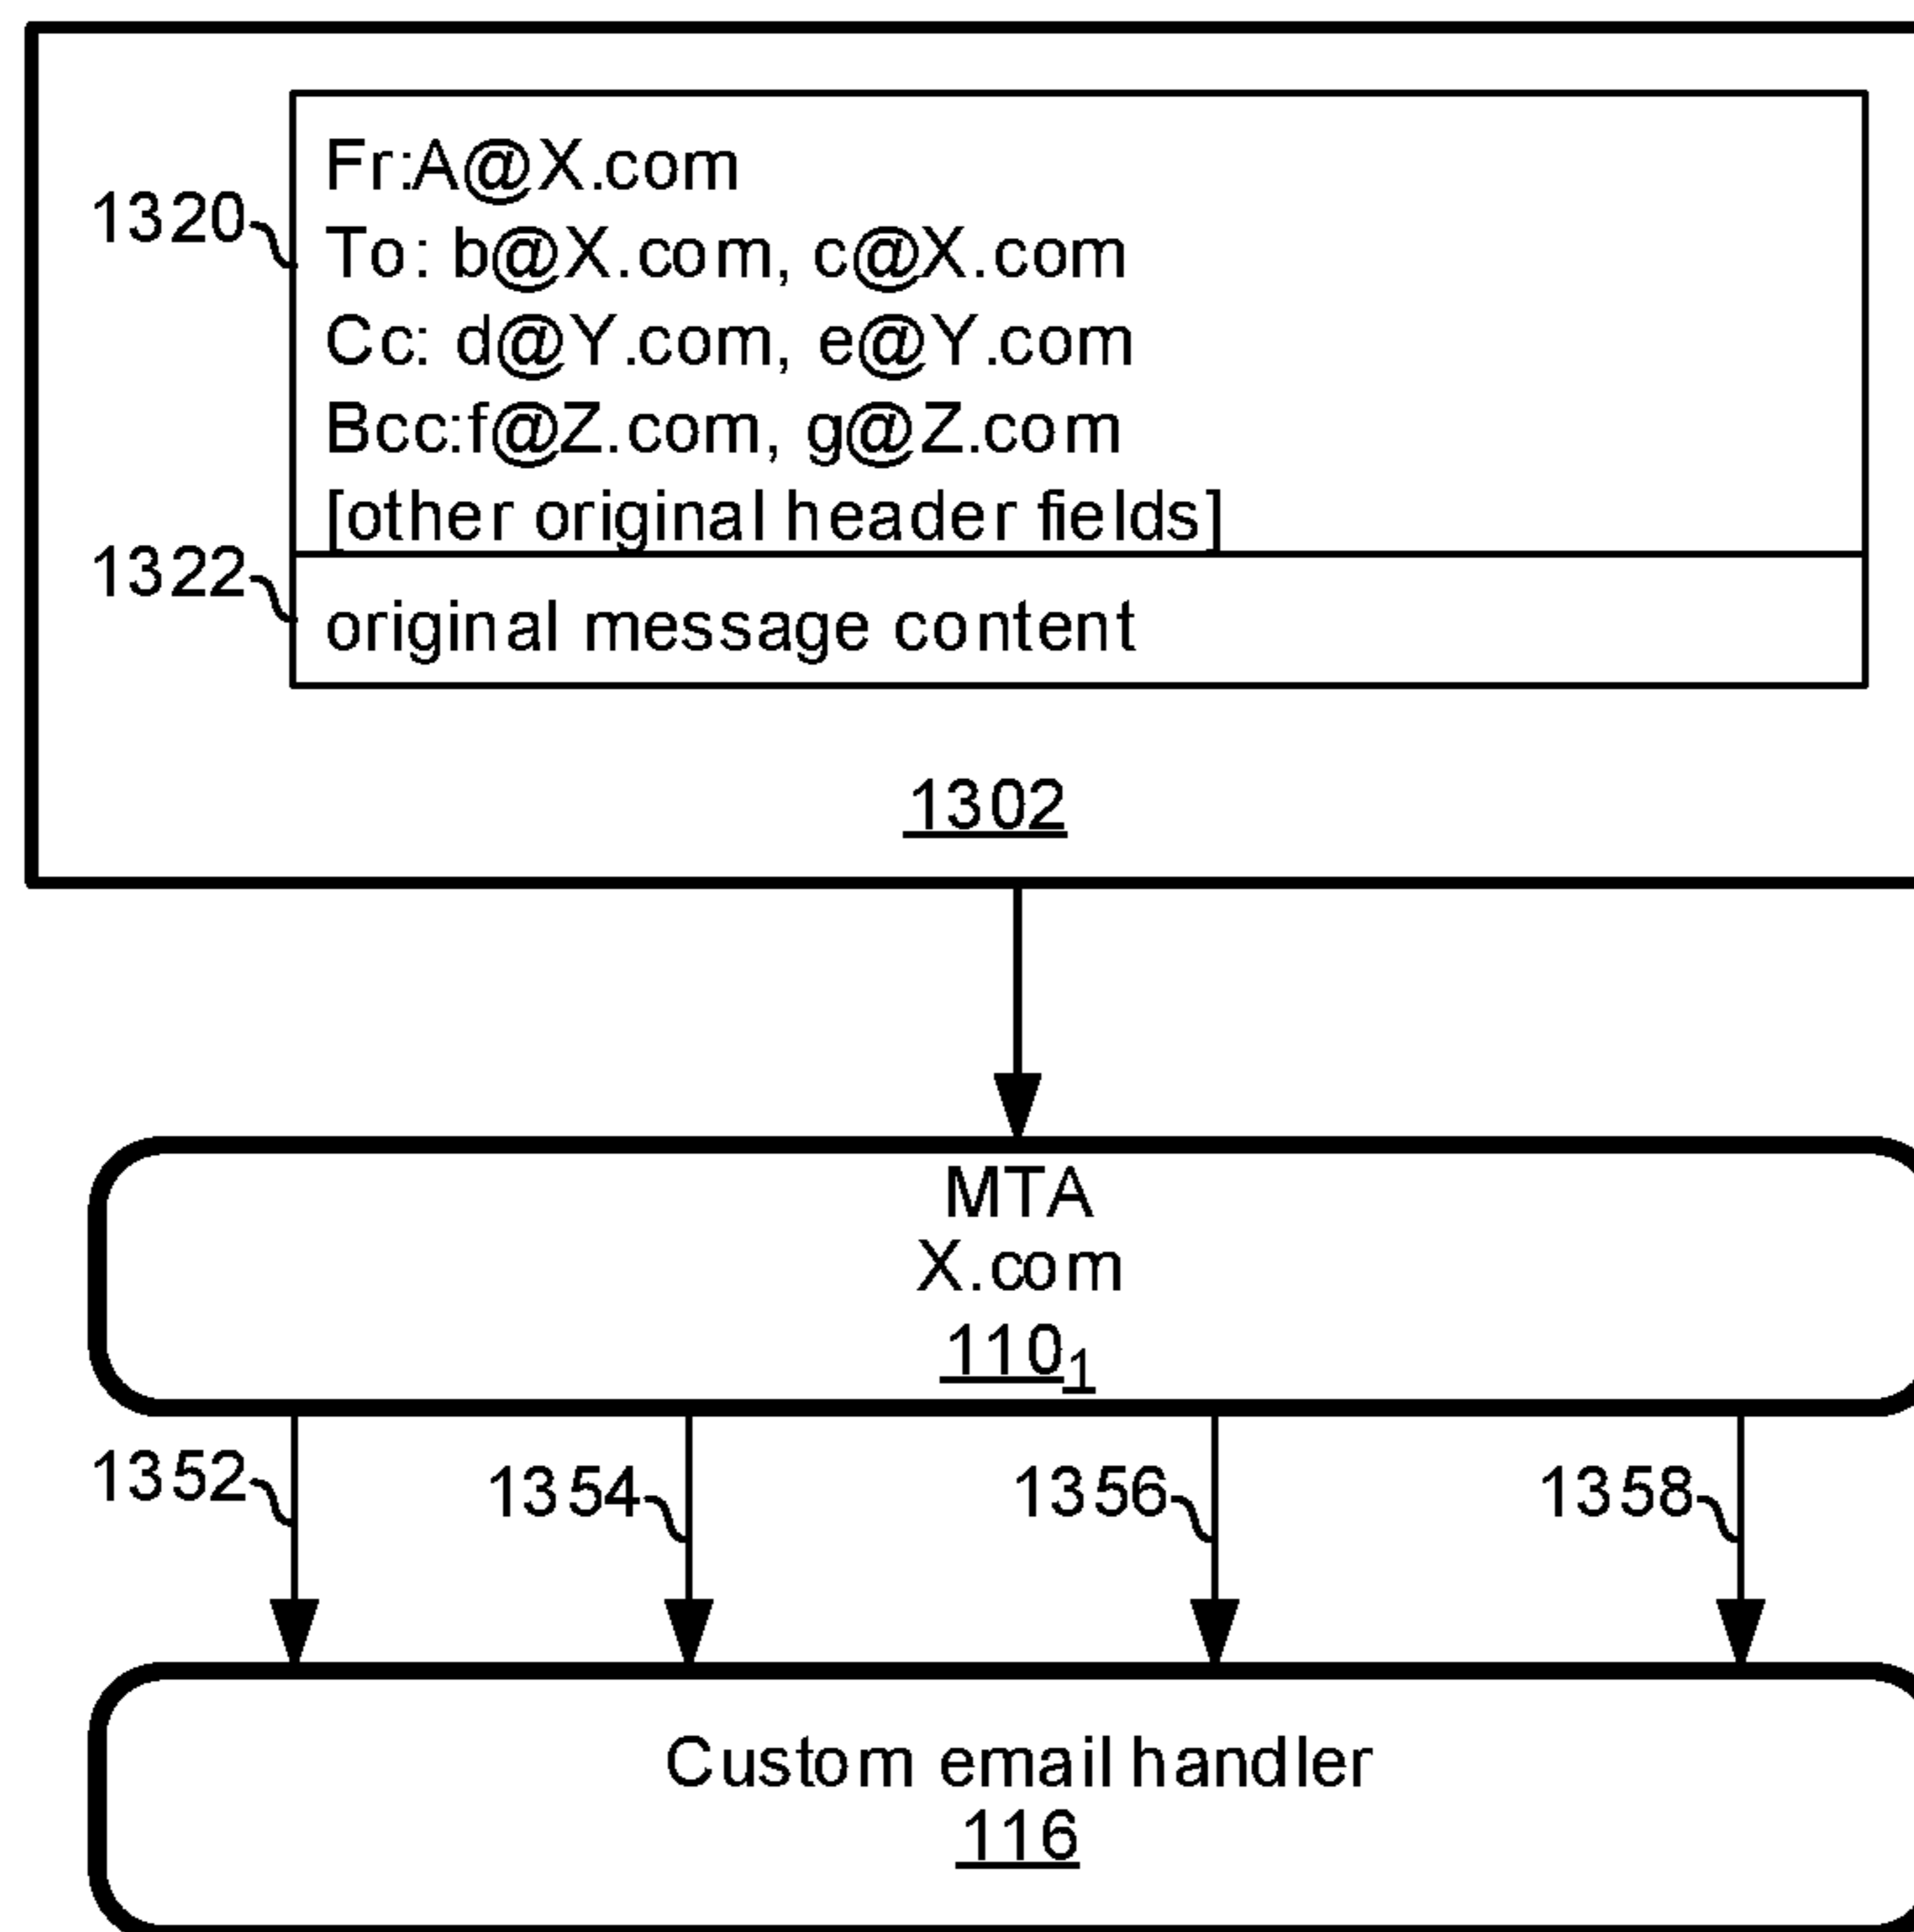 Fr:A@X.com
1320
To: b@X.com, c@X.com
Cc: d@Y.com, e@Y.com
Bcc:f@Z.com, g@Z.com
[other original header fields]
1322
original message content
1302
MTA
X.com
110₁
1352
1354
1356
1358
Custom email handler
116